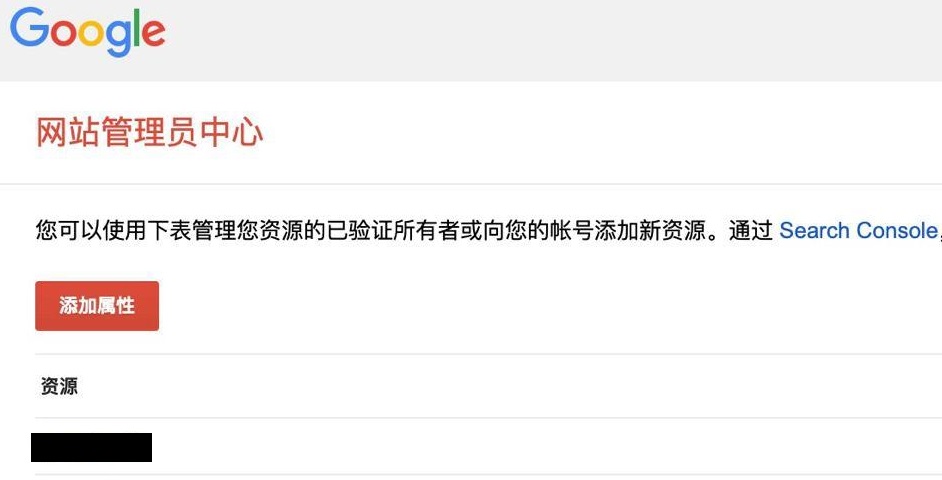 Google
网站管理员中心
您可以使用下表管理您资源的已验证所有者或向您的帐号添加新资源。通过 Search Console,
添加属性
资源